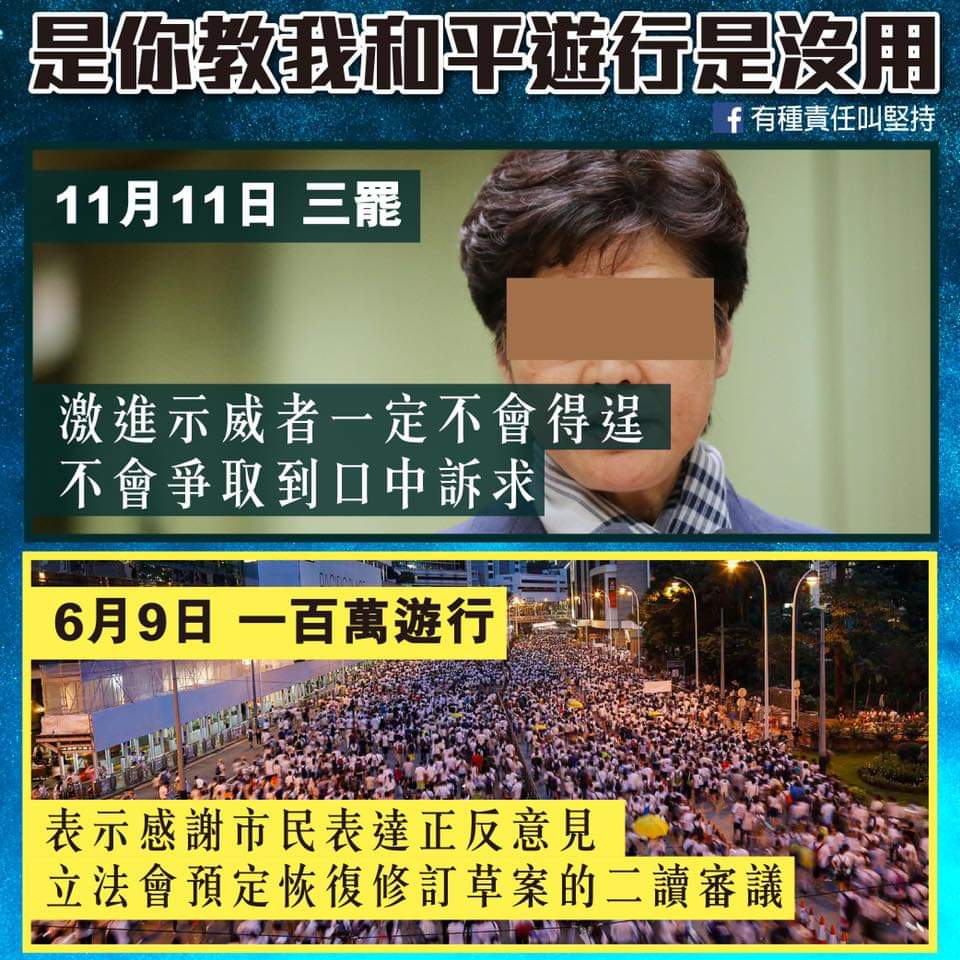 是你教我和平遊行是沒用
有種責任叫堅持
11月11日 三罷
激進示威者一定不會得逞
不會爭取到口中訴求
6月9日 一百萬遊行
表示感謝市民表達正反意見
立法會預定恢復修訂草案的二讀審議